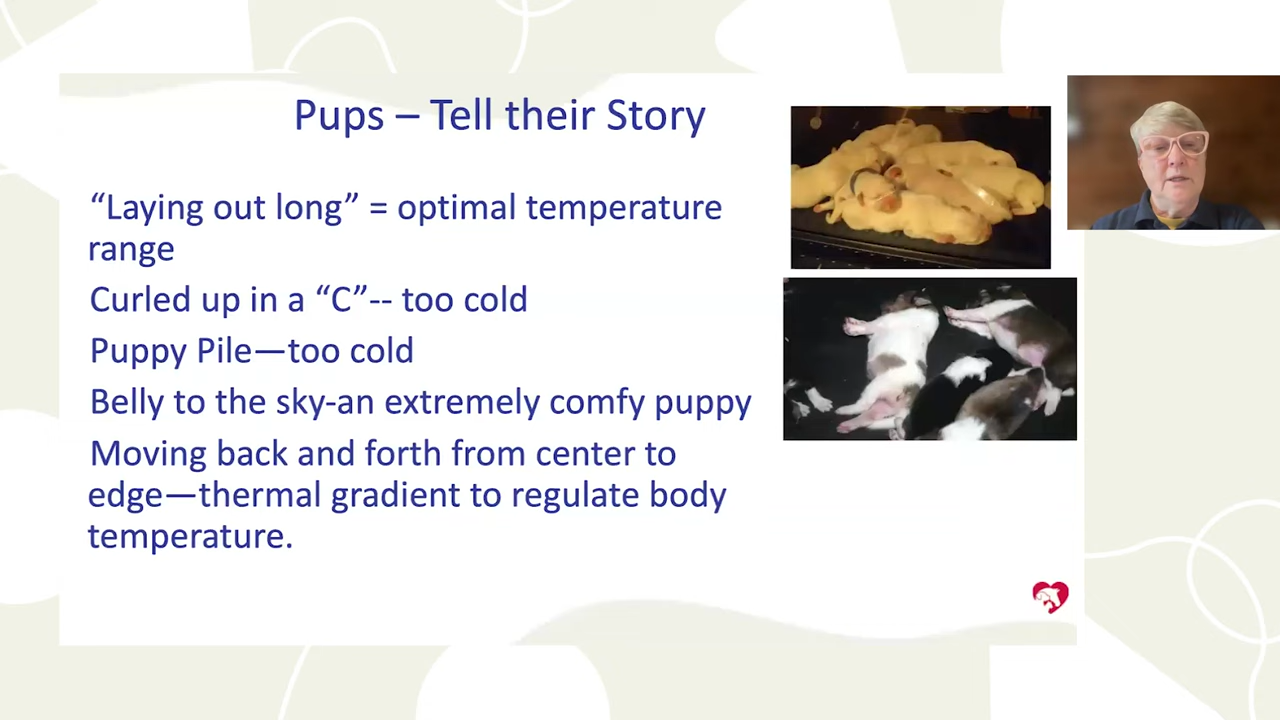 Pups – Tell their Story
“Laying out long” = optimal temperature
range
Curled up in a “C”-- too cold
Puppy Pile—too cold
Belly to the sky-an extremely comfy puppy
Moving back and forth from center to
edge—thermal gradient to regulate body
temperature.